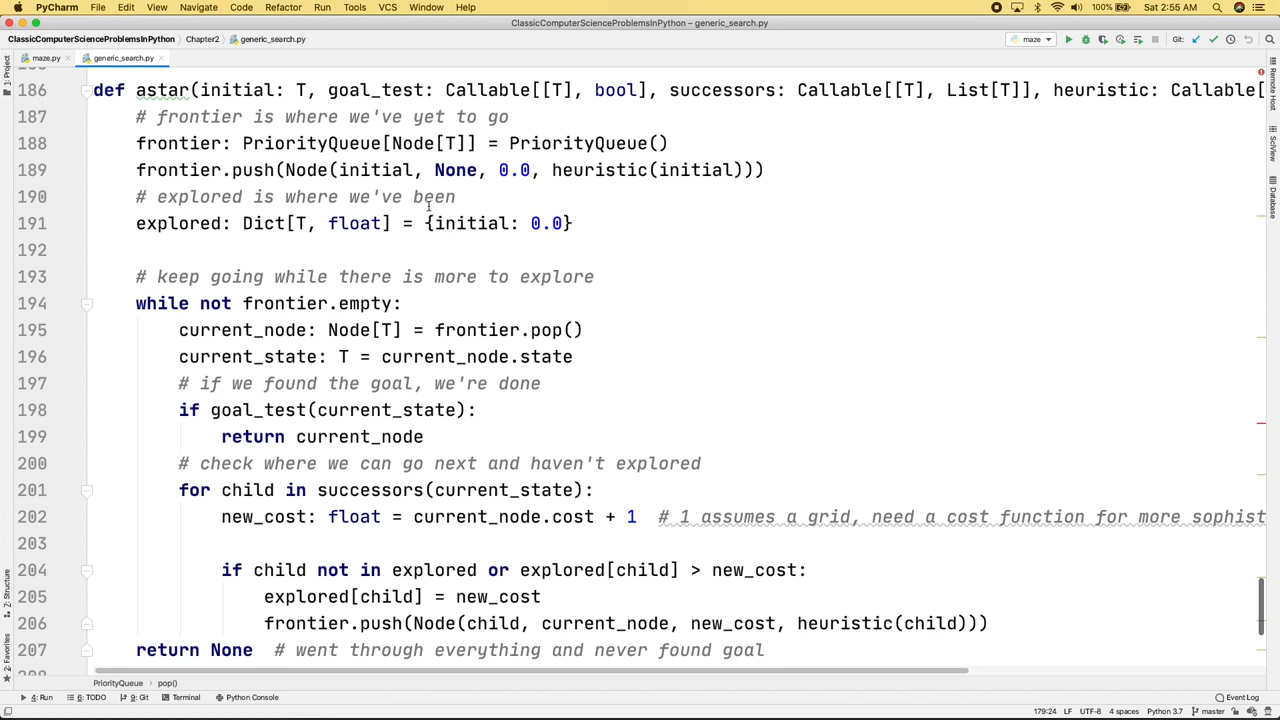 PyCharm File Edit View Navigate Code Refactor Run Tools VCS Window Help 100% Sat 2:55 AM
ClassicComputerScienceProblemsInPython – generic_search.py
ClassicComputerScienceProblemsInPython Chapter2 generic_search.py maze Git:
maze.py generic_search.py
186 def astar(initial: T, goal_test: Callable[[T], bool], successors: Callable[[T], List[T]], heuristic: Callable[
187 # frontier is where we've yet to go
188 frontier: PriorityQueue[Node[T]] = PriorityQueue()
189 frontier.push(Node(initial, None, 0.0, heuristic(initial)))
190 # explored is where we've been
191 explored: Dict[T, float] = {initial: 0.0}
192
193 # keep going while there is more to explore
194 while not frontier.empty:
195 current_node: Node[T] = frontier.pop()
196 current_state: T = current_node.state
197 # if we found the goal, we're done
198 if goal_test(current_state):
199 return current_node
200 # check where we can go next and haven't explored
201 for child in successors(current_state):
202 new_cost: float = current_node.cost + 1 # 1 assumes a grid, need a cost function for more sophist
203
204 if child not in explored or explored[child] > new_cost:
205 explored[child] = new_cost
206 frontier.push(Node(child, current_node, new_cost, heuristic(child)))
207 return None # went through everything and never found goal
PriorityQueue pop()
4: Run 6: TODO 9: Git Terminal Python Console Event Log
179:24 LF UTF-8 4 spaces Python 3.7 master
1: Project
7: Structure
2: Favorites
Remote Host
SciView
Database